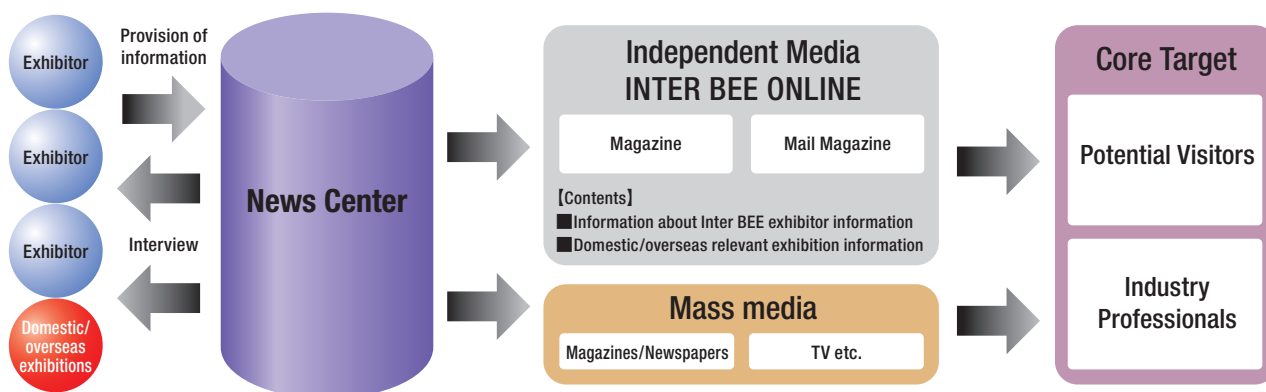 Exhibitor
Exhibitor
Exhibitor
Domestic/
overseas
exhibitions
Provision of
information
Interview
News Center
Independent Media
INTER BEE ONLINE
Magazine
Mail Magazine
【Contents】
■Information about Inter BEE exhibitor information
■Domestic/overseas relevant exhibition information
Mass media
Magazines/Newspapers
TV etc.
Core Target
Potential Visitors
Industry
Professionals